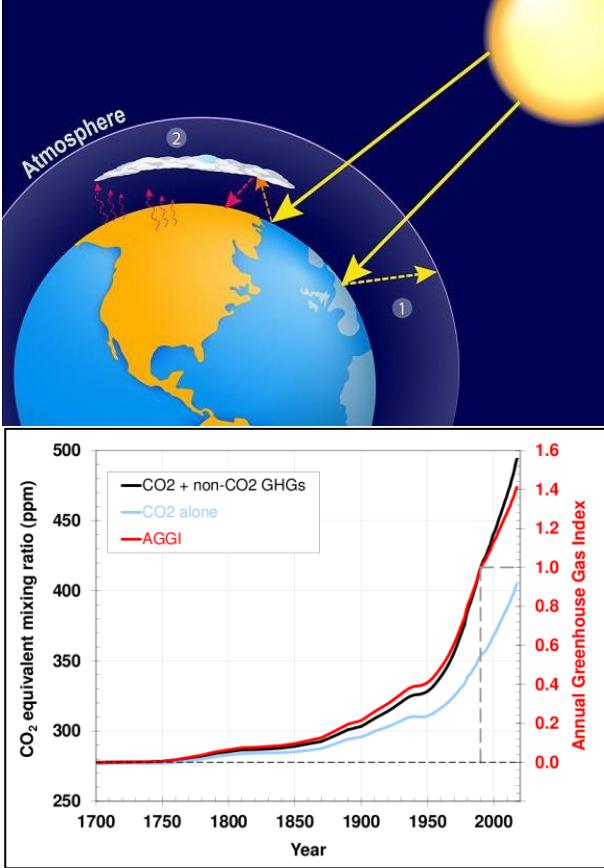 Atmosphere
2
1
CO2 + non-CO2 GHGs
CO2 alone
AGGI
CO₂ equivalent mixing ratio (ppm)
500
450
400
350
300
250
1.6
1.4
1.2
1.0
0.8
0.6
0.4
0.2
0.0
Annual Greenhouse Gas Index
1700 1750 1800 1850 1900 1950 2000
Year